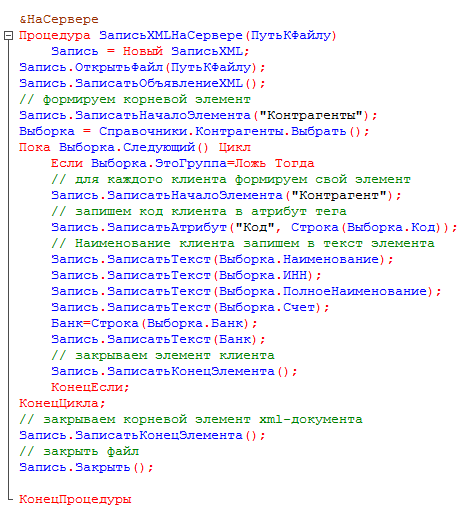 &НаСервере
Процедура ЗаписьXMLНаСервере(ПутьКФайлу)
    Запись = Новый ЗаписьXML;
Запись.ОткрытьФайл(ПутьКФайлу);
Запись.ЗаписатьОбъявлениеXML();
// формируем корневой элемент
Запись.ЗаписатьНачалоЭлемента("Контрагенты");
Выборка = Справочники.Контрагенты.Выбрать();
Пока Выборка.Следующий() Цикл
    Если Выборка.ЭтоГруппа=Ложь Тогда
    // для каждого клиента формируем свой элемент
    Запись.ЗаписатьНачалоЭлемента("Контрагент");
    // запишем код клиента в атрибут тега
    Запись.ЗаписатьАтрибут("Код", Строка(Выборка.Код));
    // Наименование клиента запишем в текст элемента
    Запись.ЗаписатьТекст(Выборка.Наименование);
    Запись.ЗаписатьТекст(Выборка.ИНН);
    Запись.ЗаписатьТекст(Выборка.ПолноеНаименование);
    Запись.ЗаписатьТекст(Выборка.Счет);
    Банк=Строка(Выборка.Банк);
    Запись.ЗаписатьТекст(Банк);
    // закрываем элемент клиента
    Запись.ЗаписатьКонецЭлемента();
    КонецЕсли;
КонецЦикла;
// закрываем корневой элемент xml-документа
Запись.ЗаписатьКонецЭлемента();
// закрыть файл
Запись.Закрыть();
КонецПроцедуры